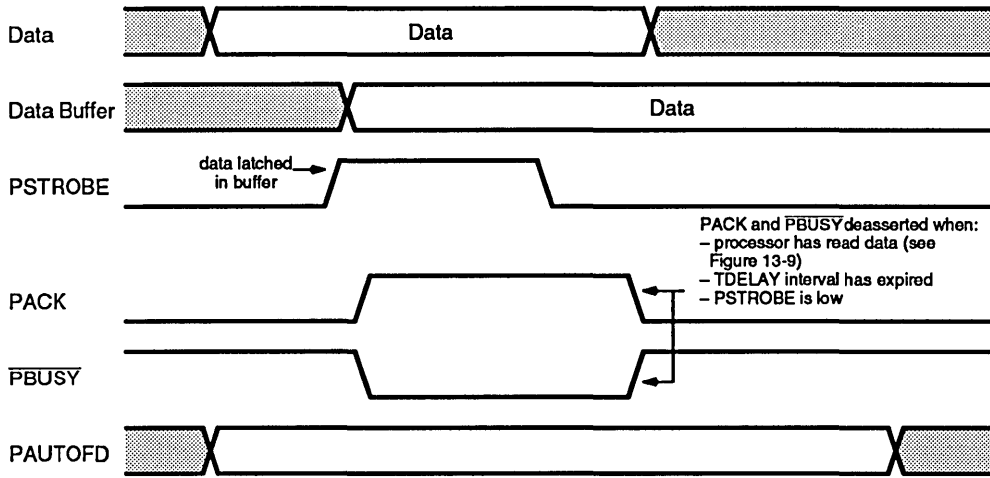 Data
Data
Data Buffer
Data
data latched
in buffer
PSTROBE
PACK and PBUSY deasserted when:
– processor has read data (see
Figure 13-9)
– TDELAY interval has expired
– PSTROBE is low
PACK
PBUSY
PAUTOFD